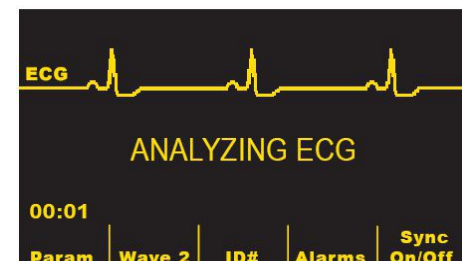 ECG
ANALYZING ECG
00:01
Param Wave 2 ID# Alarms Sync On/Off